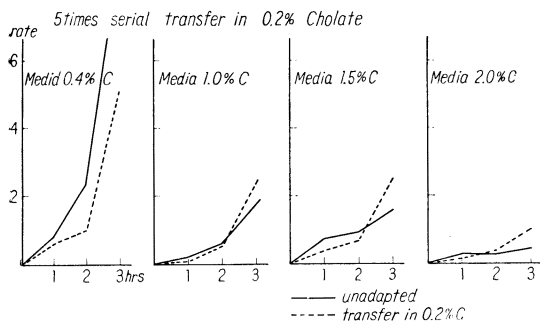 5times serial transfer in 0.2% Cholate
rate
.6
.4
.2
Medid 0.4% C
Media 1.0% C
Media 1.5% C
Media 2.0% C
1 2 3hrs
1 2 3
1 2 3
1 2 3
unadapted
transfer in 0.2% C